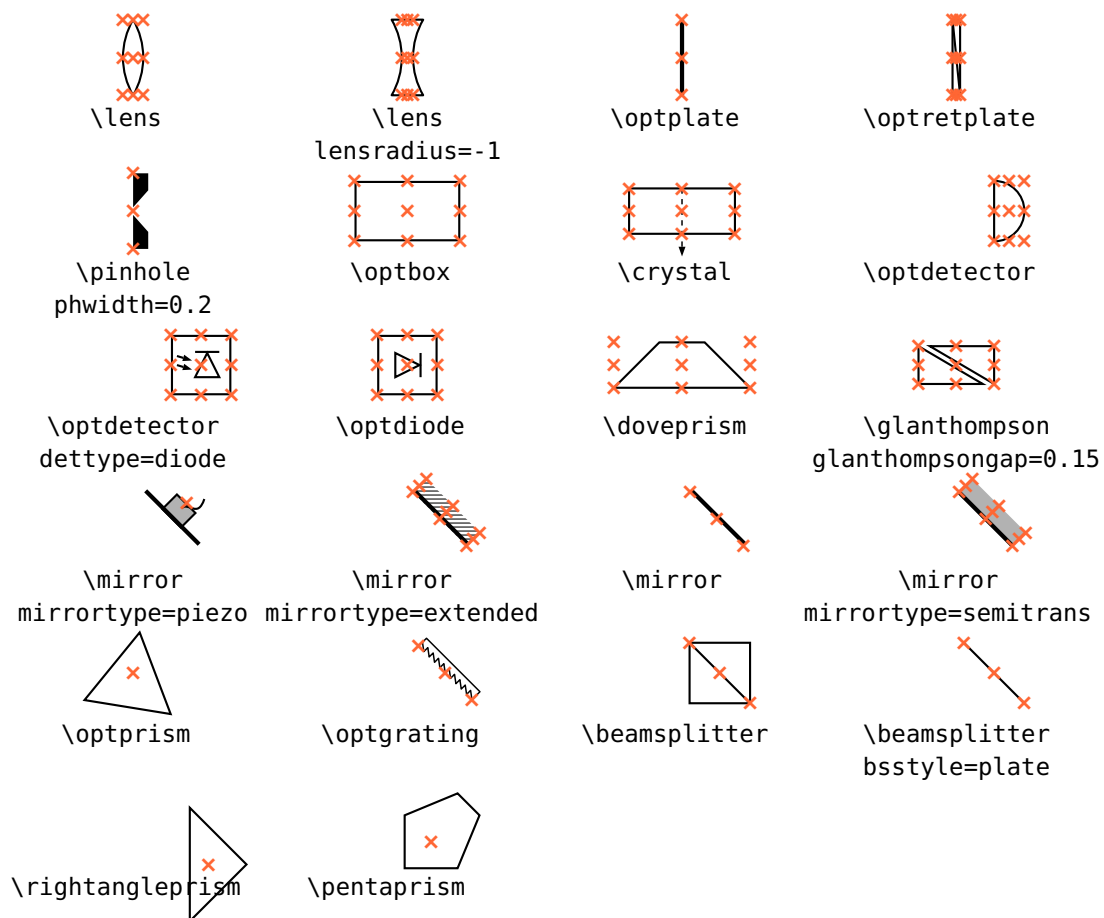 \lens
\lens
lensradius=-1
\optplate
\optretplate
\pinhole
phwidth=0.2
\optbox
\crystal
\optdetector
\optdetector
dettype=diode
\optdiode
\doveprism
\glanthompson
glanthompsongap=0.15
\mirror
mirrortype=piezo
\mirror
mirrortype=extended
\mirror
\mirror
mirrortype=semitrans
\optprism
\optgrating
\beamsplitter
\beamsplitter
bsstyle=plate
\rightangleprism
\pentaprism